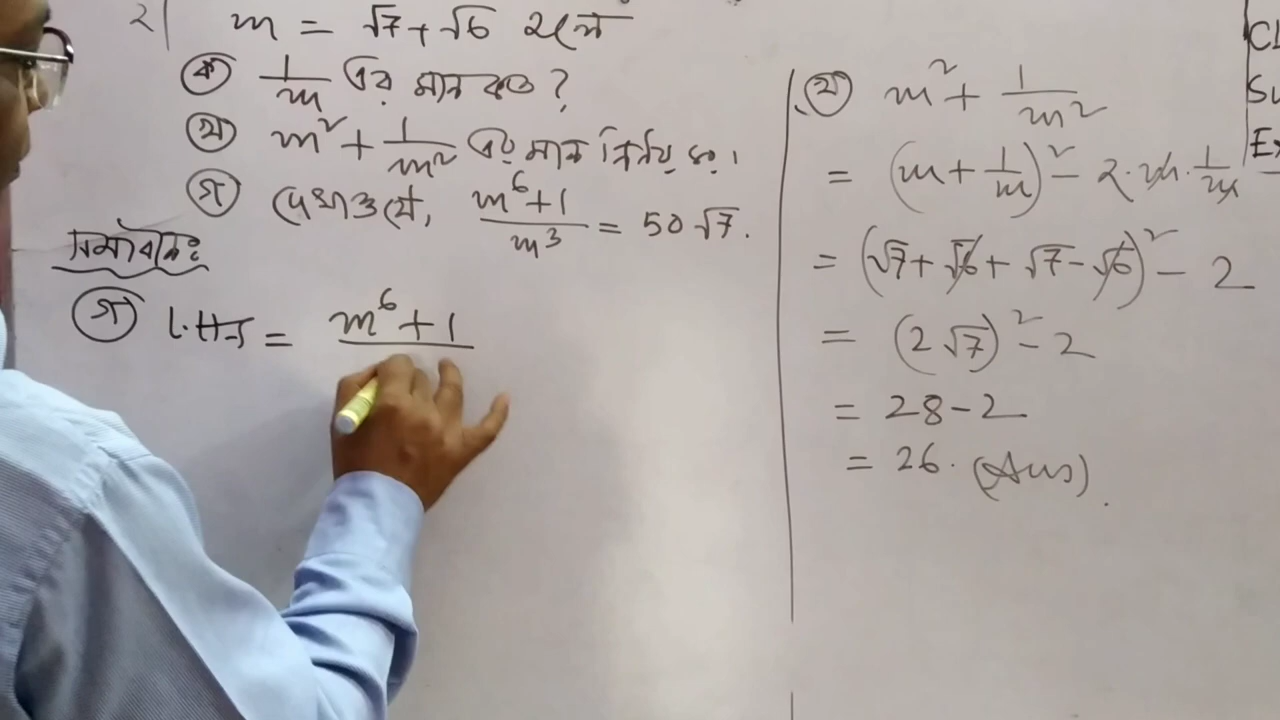 ২| m = √7+√6 হলে
ক) 1/m এর মান কত?
খ) m² + 1/m² এর মান নির্ণয় কর।
গ) দেখাও যে, (m⁶+1)/m³ = 50√7.
সমাধান:
গ) L.H.S = m⁶+1
খ) m² + 1/m²
= (m + 1/m)² - 2·m·1/m
= (√7 + √6 + √7 - √6)² - 2
= (2√7)² - 2
= 28-2
= 26. (Ans).